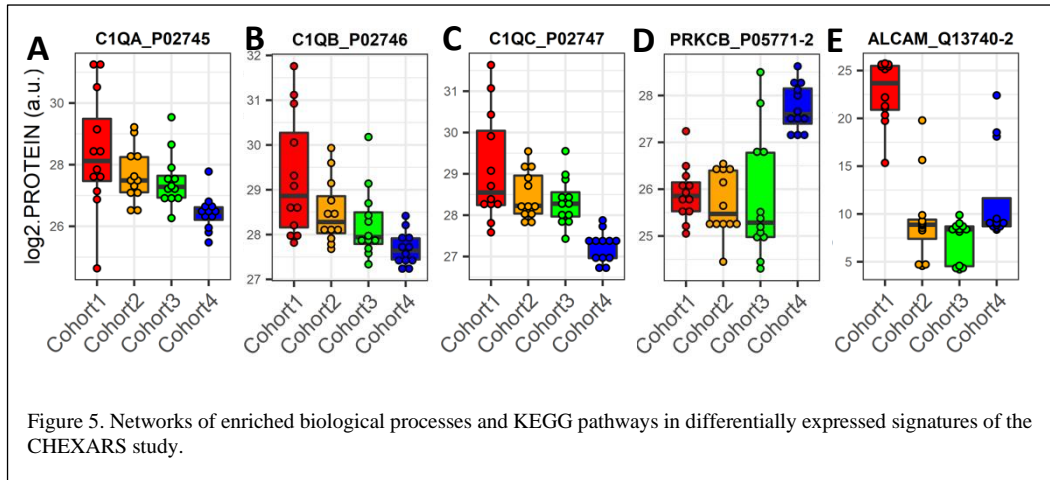 A C1QA_P02745
B C1QB_P02746
C C1QC_P02747
D PRKCB_P05771-2
E ALCAM_Q13740-2
log2.PROTEIN (a.u.)
30
28
26
Cohort1 Cohort2 Cohort3 Cohort4
32
31
30
29
28
27
Cohort1 Cohort2 Cohort3 Cohort4
31
30
29
28
27
Cohort1 Cohort2 Cohort3 Cohort4
28
27
26
25
Cohort1 Cohort2 Cohort3 Cohort4
25
20
15
10
5
Cohort1 Cohort2 Cohort3 Cohort4
Figure 5. Networks of enriched biological processes and KEGG pathways in differentially expressed signatures of the
CHEXARS study.